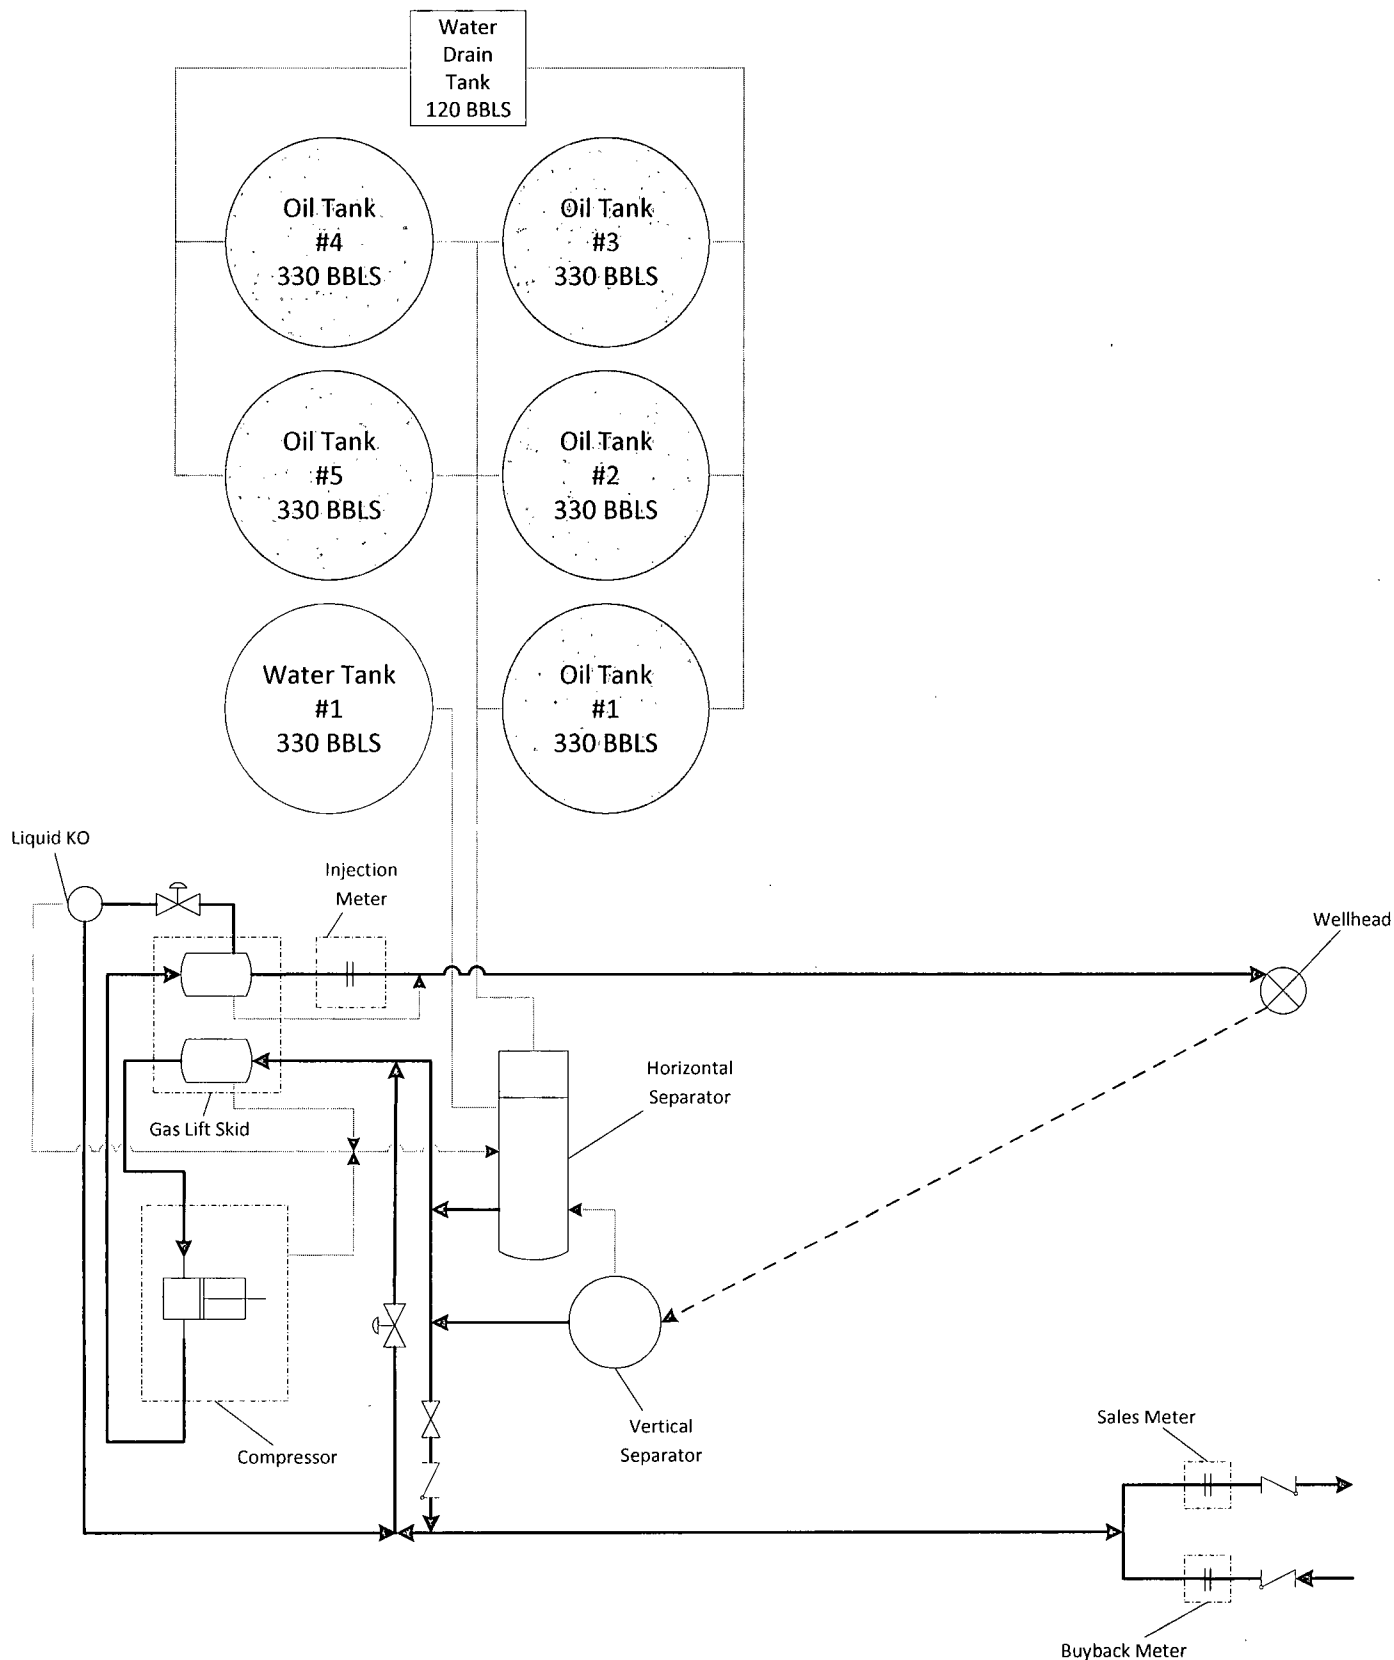 Water
Drain
Tank
120 BBLS
Oil Tank
#4
330 BBLS
Oil Tank
#3
330 BBLS
Oil Tank
#5
330 BBLS
Oil Tank
#2
330 BBLS
Water Tank
#1
330 BBLS
Oil Tank
#1
330 BBLS
Liquid KO
Injection
Meter
Wellhead
Horizontal
Separator
Gas Lift Skid
Compressor
Vertical
Separator
Sales Meter
Buyback Meter